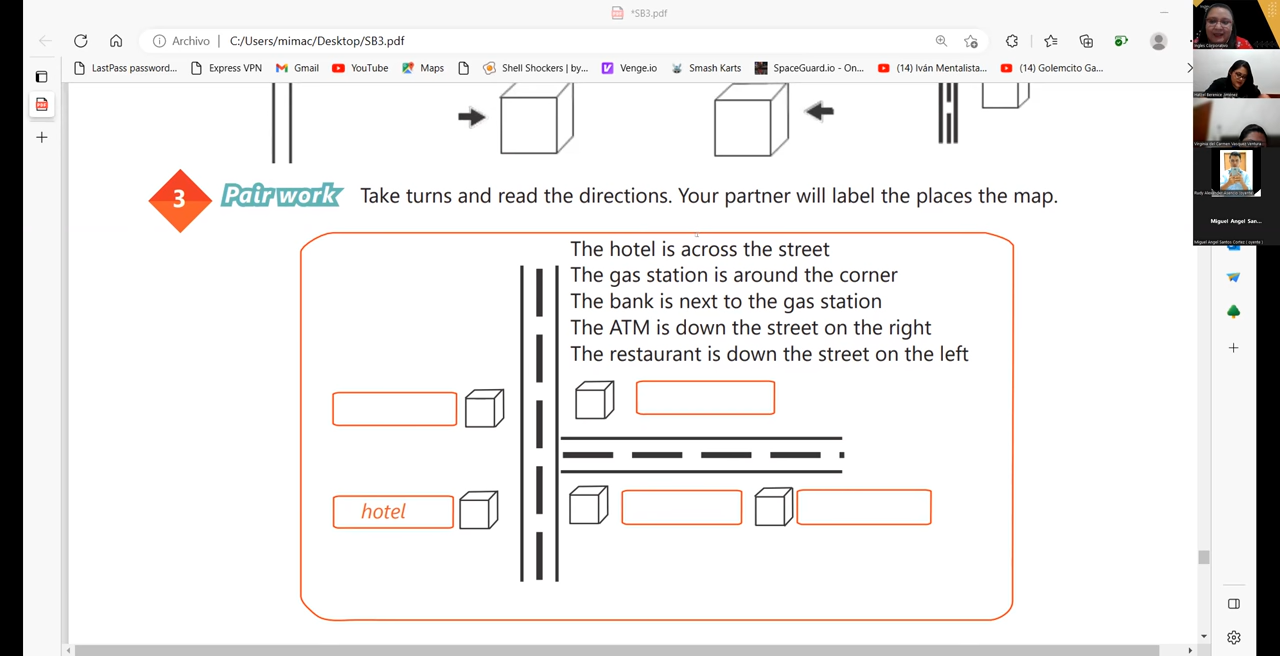 *SB3.pdf
Archivo
C:/Users/mimac/Desktop/SB3.pdf
LastPass password...
Express VPN
Gmail
YouTube
Maps
Shell Shockers | by...
Venge.io
Smash Karts
SpaceGuard.io - On...
(14) Iván Mentalista...
(14) Golemcito Ga...
3
Pair work
Take turns and read the directions. Your partner will label the places the map.
The hotel is across the street
The gas station is around the corner
The bank is next to the gas station
The ATM is down the street on the right
The restaurant is down the street on the left
hotel
Miguel Angel San...